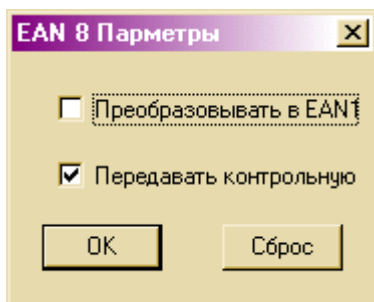 EAN 8 Парметры
Преобразовывать в EAN1
Передавать контрольную
OK
Сброс